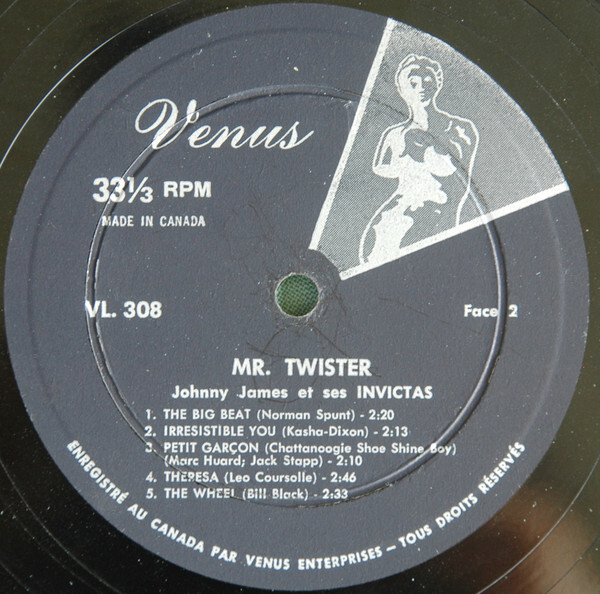 Venus
33⅓ RPM
MADE IN CANADA
VL. 308
Face 2
MR. TWISTER
Johnny James et ses INVICTAS
1. THE BIG BEAT (Norman Spunt) - 2:20
2. IRRESISTIBLE YOU (Kasha-Dixon) - 2:13
3. PETIT GARÇON (Chattanoogie Shoe Shine Boy)
(Marc Huard; Jack Stapp) - 2:10
4. THERESA (Leo Coursolle) - 2:46
5. THE WHEEL (Bill Black) - 2:33
ENREGISTRÉ AU CANADA PAR VENUS ENTERPRISES – TOUS DROITS RÉSERVÉS